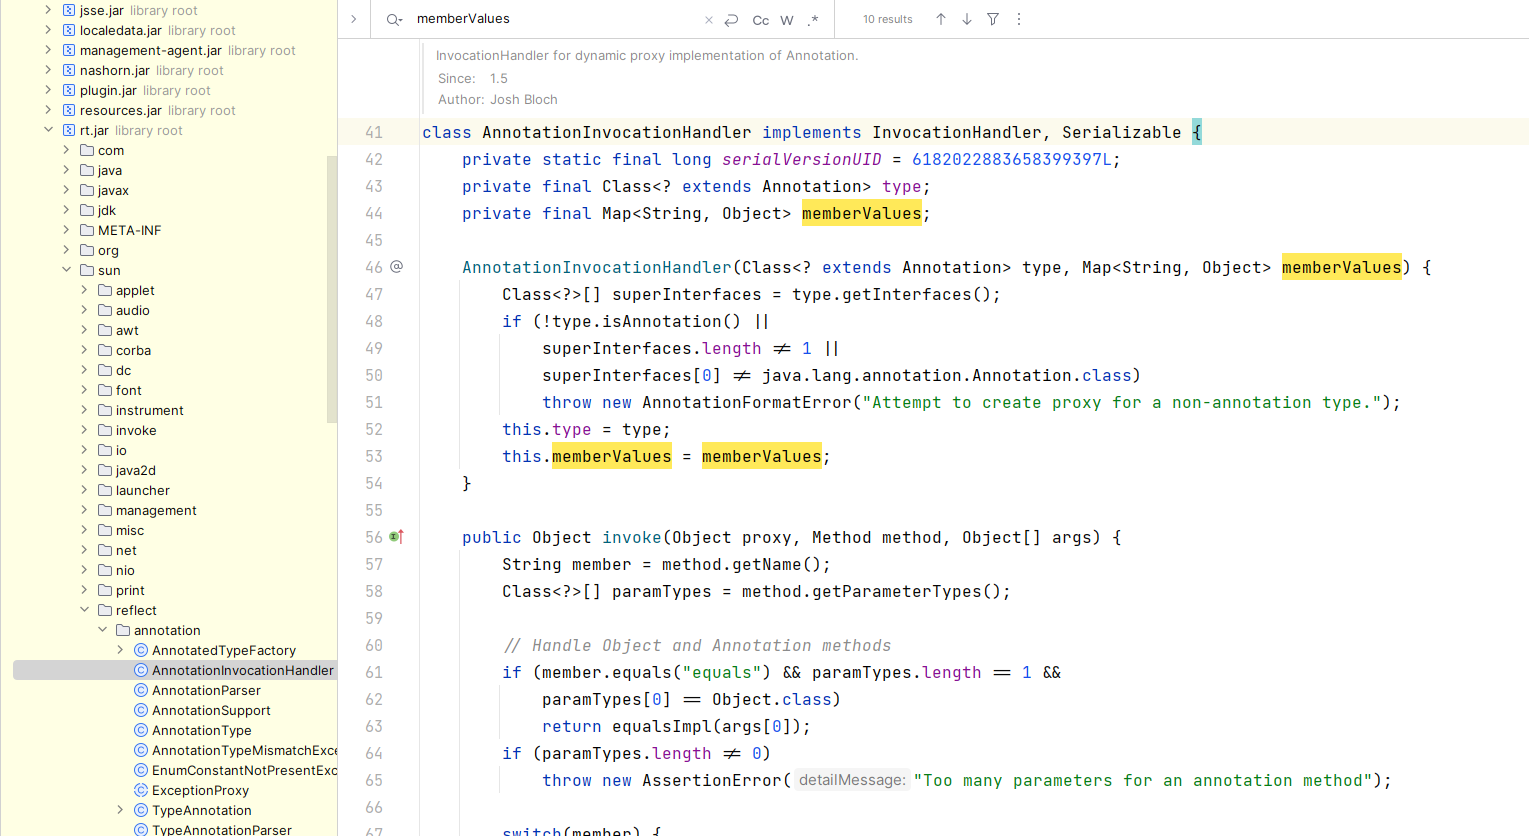 jsse.jar library root
localedata.jar library root
management-agent.jar library root
nashorn.jar library root
plugin.jar library root
resources.jar library root
rt.jar library root
com
java
javax
jdk
META-INF
org
sun
applet
audio
awt
corba
dc
font
instrument
invoke
io
java2d
launcher
management
misc
net
nio
print
reflect
annotation
AnnotatedTypeFactory
AnnotationInvocationHandler
AnnotationParser
AnnotationSupport
AnnotationType
AnnotationTypeMismatchExce
EnumConstantNotPresentExc
ExceptionProxy
TypeAnnotation
TypeAnnotationParser
memberValues
Cc W .*
10 results
InvocationHandler for dynamic proxy implementation of Annotation.
Since: 1.5
Author: Josh Bloch
41 class AnnotationInvocationHandler implements InvocationHandler, Serializable {
42 private static final long serialVersionUID = 6182022883658399397L;
43 private final Class<? extends Annotation> type;
44 private final Map<String, Object> memberValues;
45
46 @ AnnotationInvocationHandler(Class<? extends Annotation> type, Map<String, Object> memberValues) {
47 Class<?>[] superInterfaces = type.getInterfaces();
48 if (!type.isAnnotation() ||
49 superInterfaces.length ≠ 1 ||
50 superInterfaces[0] ≠ java.lang.annotation.Annotation.class)
51 throw new AnnotationFormatError("Attempt to create proxy for a non-annotation type.");
52 this.type = type;
53 this.memberValues = memberValues;
54 }
55
56 public Object invoke(Object proxy, Method method, Object[] args) {
57 String member = method.getName();
58 Class<?>[] paramTypes = method.getParameterTypes();
59
60 // Handle Object and Annotation methods
61 if (member.equals("equals") && paramTypes.length == 1 &&
62 paramTypes[0] == Object.class)
63 return equalsImpl(args[0]);
64 if (paramTypes.length ≠ 0)
65 throw new AssertionError( detailMessage: "Too many parameters for an annotation method");
66
67 switch(member) {